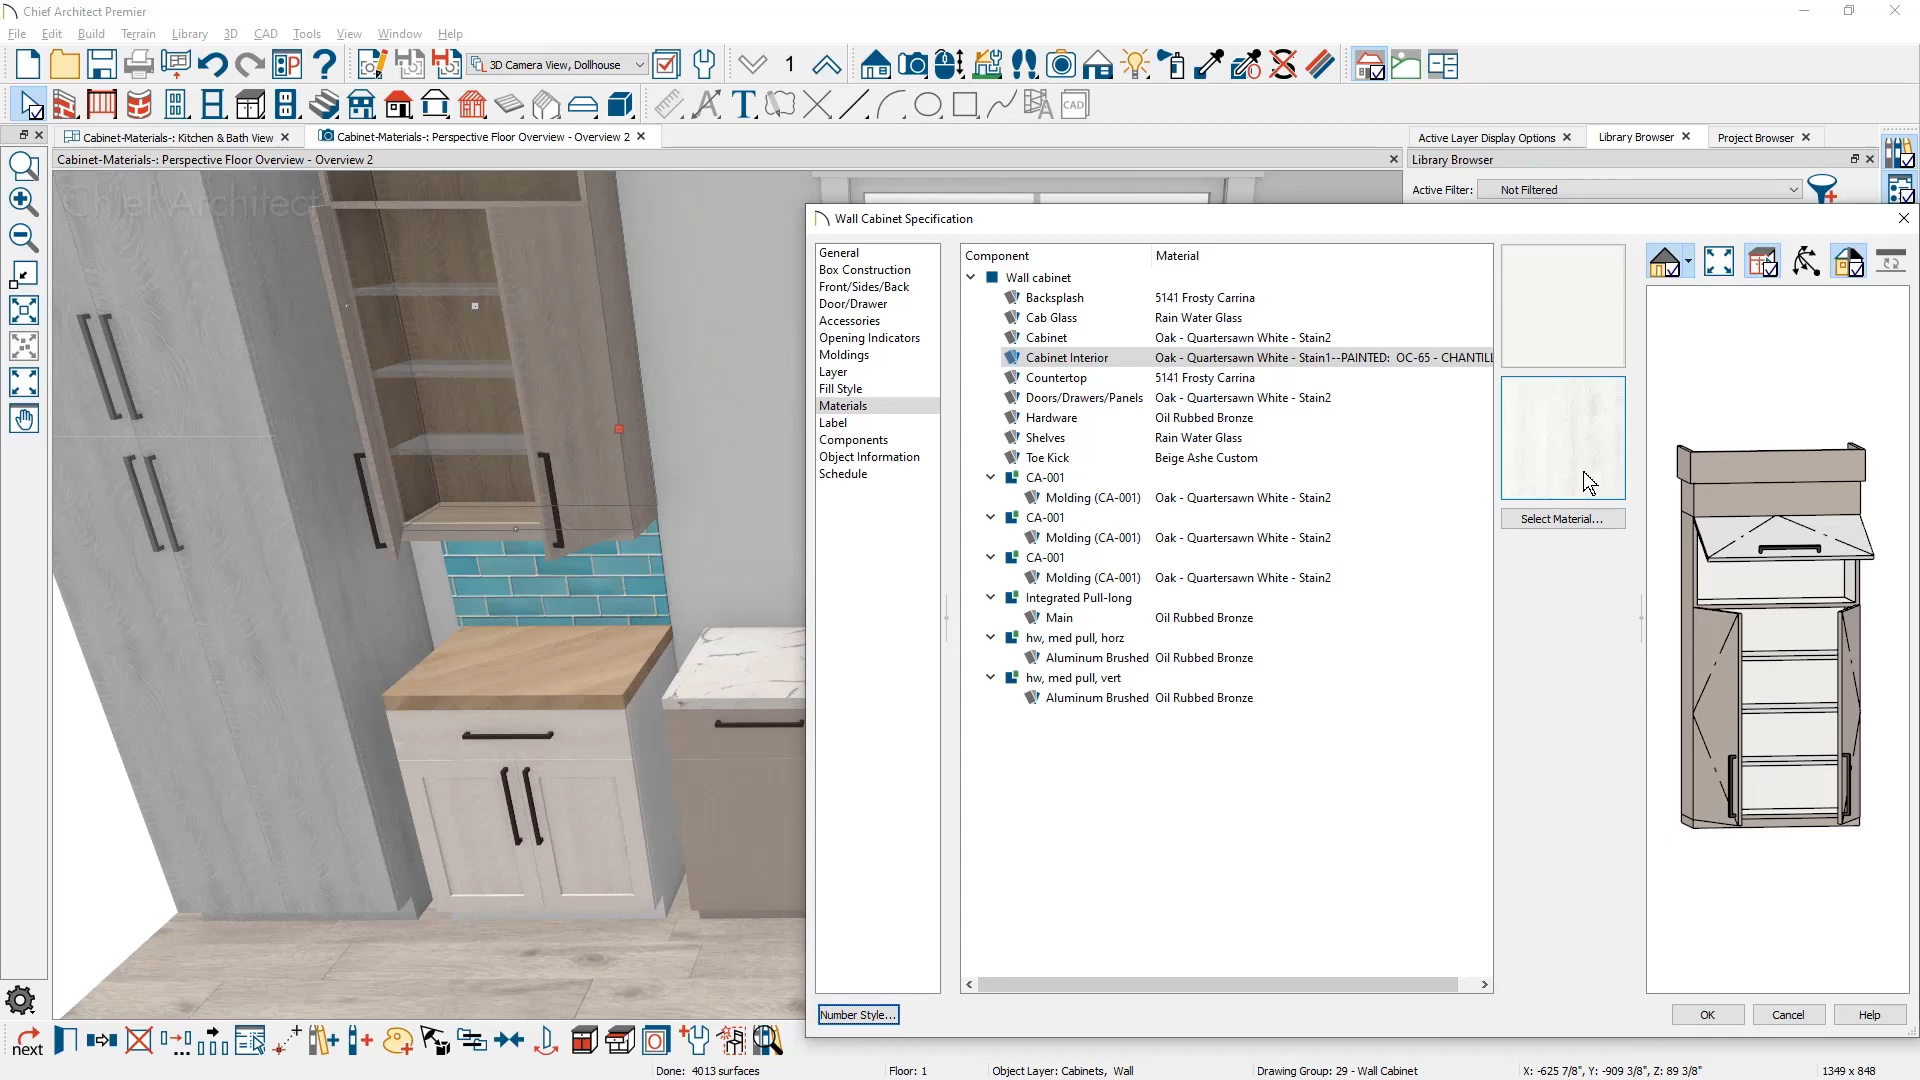 Chief Architect Premier
File Edit Build Terrain Library 3D CAD Tools View Window Help
3D Camera View, Dollhouse
1
CAD
Cabinet-Materials-: Kitchen & Bath View
Cabinet-Materials-: Perspective Floor Overview - Overview 2
Active Layer Display Options
Library Browser
Project Browser
Cabinet-Materials-: Perspective Floor Overview - Overview 2
Library Browser
Active Filter: Not Filtered
Chief Architect
Wall Cabinet Specification
General
Box Construction
Front/Sides/Back
Door/Drawer
Accessories
Opening Indicators
Moldings
Layer
Fill Style
Materials
Label
Components
Object Information
Schedule
Component Material
Wall cabinet
Backsplash 5141 Frosty Carrina
Cab Glass Rain Water Glass
Cabinet Oak - Quartersawn White - Stain2
Cabinet Interior Oak - Quartersawn White - Stain1--PAINTED: OC-65 - CHANTILL
Countertop 5141 Frosty Carrina
Doors/Drawers/Panels Oak - Quartersawn White - Stain2
Hardware Oil Rubbed Bronze
Shelves Rain Water Glass
Toe Kick Beige Ashe Custom
CA-001
Molding (CA-001) Oak - Quartersawn White - Stain2
CA-001
Molding (CA-001) Oak - Quartersawn White - Stain2
CA-001
Molding (CA-001) Oak - Quartersawn White - Stain2
Integrated Pull-long
Main Oil Rubbed Bronze
hw, med pull, horz
Aluminum Brushed Oil Rubbed Bronze
hw, med pull, vert
Aluminum Brushed Oil Rubbed Bronze
Select Material...
Number Style...
OK Cancel Help
next
Done: 4013 surfaces Floor: 1 Object Layer: Cabinets, Wall Drawing Group: 29 - Wall Cabinet X: -625 7/8", Y: -909 3/8", Z: 89 3/8" 1349 x 848